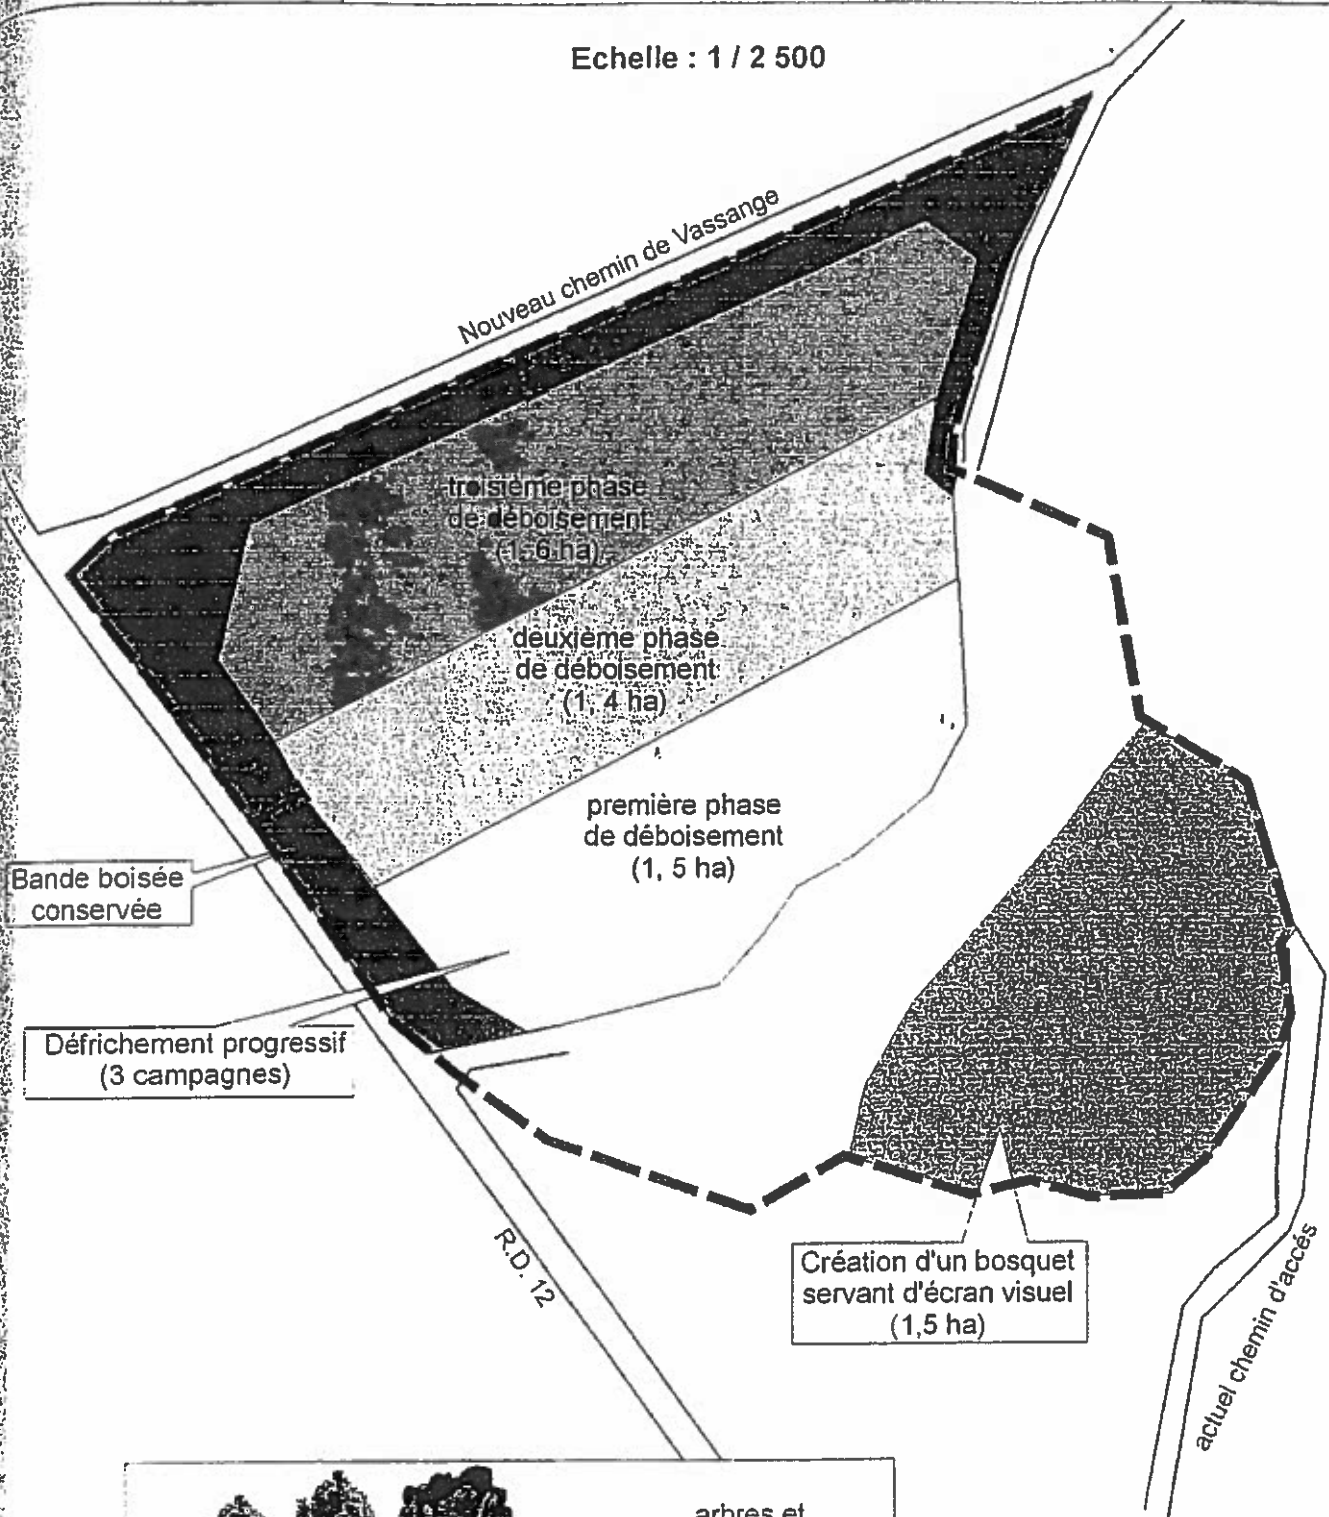 Echelle : 1 / 2 500
Nouveau chemin de Vassange
troisième phase
de déboisement
(1, 6 ha)
deuxième phase
de déboisement
(1, 4 ha)
première phase
de déboisement
(1, 5 ha)
Bande boisée
conservée
Défrichement progressif
(3 campagnes)
R.D. 12
Création d'un bosquet
servant d'écran visuel
(1,5 ha)
actuel chemin d'accés
arbres et